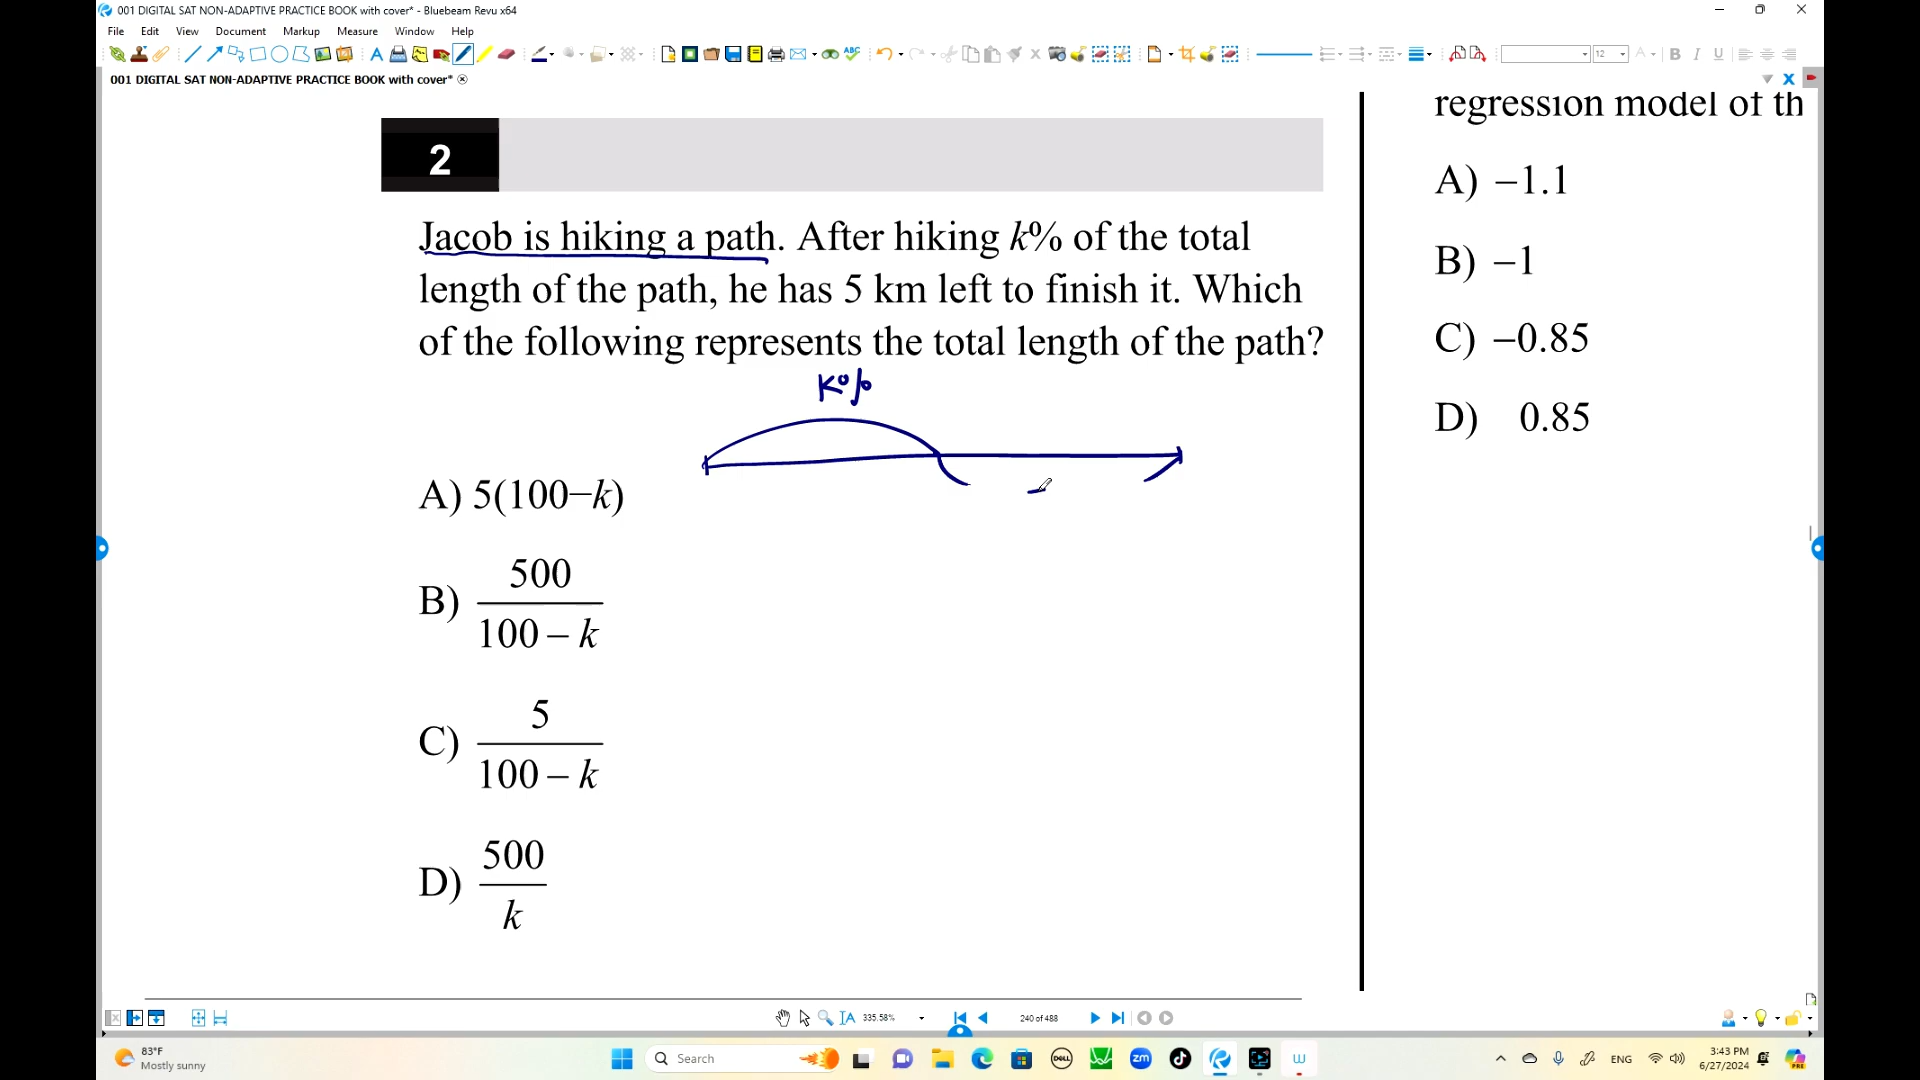 001 DIGITAL SAT NON-ADAPTIVE PRACTICE BOOK with cover* - Bluebeam Revu x64
File Edit View Document Markup Measure Window Help
12
001 DIGITAL SAT NON-ADAPTIVE PRACTICE BOOK with cover*
2
Jacob is hiking a path. After hiking k% of the total
length of the path, he has 5 km left to finish it. Which
of the following represents the total length of the path?
K%
A) 5(100−k)
B) 500
100 – k
C) 5
100 – k
D) 500
k
regression model of th
A) −1.1
B) −1
C) −0.85
D) 0.85
335.58%
240 of 488
83°F
Mostly sunny
Search
DELL
zm
ENG
3:43 PM
6/27/2024
PRE